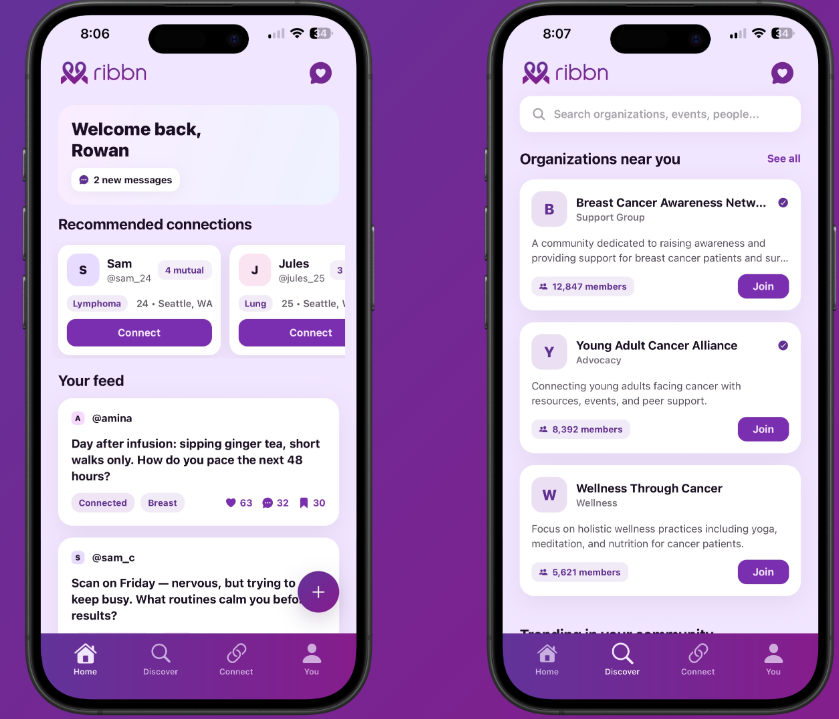 8:06
34
ribbn
Welcome back,
Rowan
2 new messages
Recommended connections
S
Sam
@sam_24
4 mutual
Lymphoma
24 • Seattle, WA
Connect
J
Jules
@jules_25
3
Lung
25 • Seattle,
Connect
Your feed
A
@amina
Day after infusion: sipping ginger tea, short
walks only. How do you pace the next 48
hours?
Connected
Breast
63
32
30
S
@sam_c
Scan on Friday — nervous, but trying to
keep busy. What routines calm you befo
results?
+
Home
Discover
Connect
You
8:07
34
ribbn
Search organizations, events, people...
Organizations near you
See all
B
Breast Cancer Awareness Netw...
Support Group
A community dedicated to raising awareness and
providing support for breast cancer patients and sur...
12,847 members
Join
Y
Young Adult Cancer Alliance
Advocacy
Connecting young adults facing cancer with
resources, events, and peer support.
8,392 members
Join
W
Wellness Through Cancer
Wellness
Focus on holistic wellness practices including yoga,
meditation, and nutrition for cancer patients.
5,621 members
Join
Trending in your community
Home
Discover
Connect
You